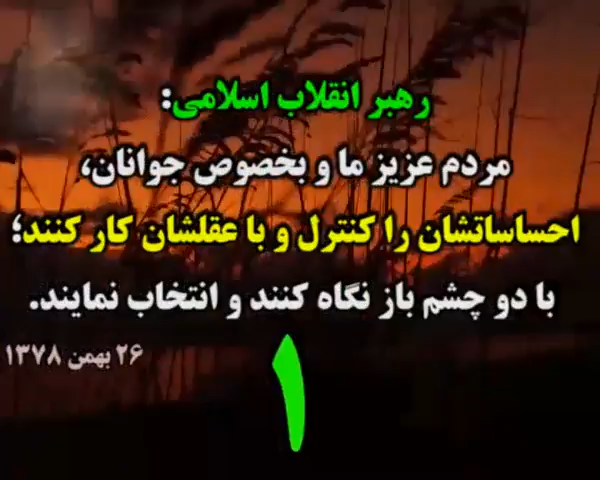 رهبر انقلاب اسلامی:
مردم عزیز ما و بخصوص جوانان،
احساساتشان را کنترل و با عقلشان کار کنند؛
با دو چشم باز نگاه کنند و انتخاب نمایند.
۲۶ بهمن ۱۳۷۸
۱